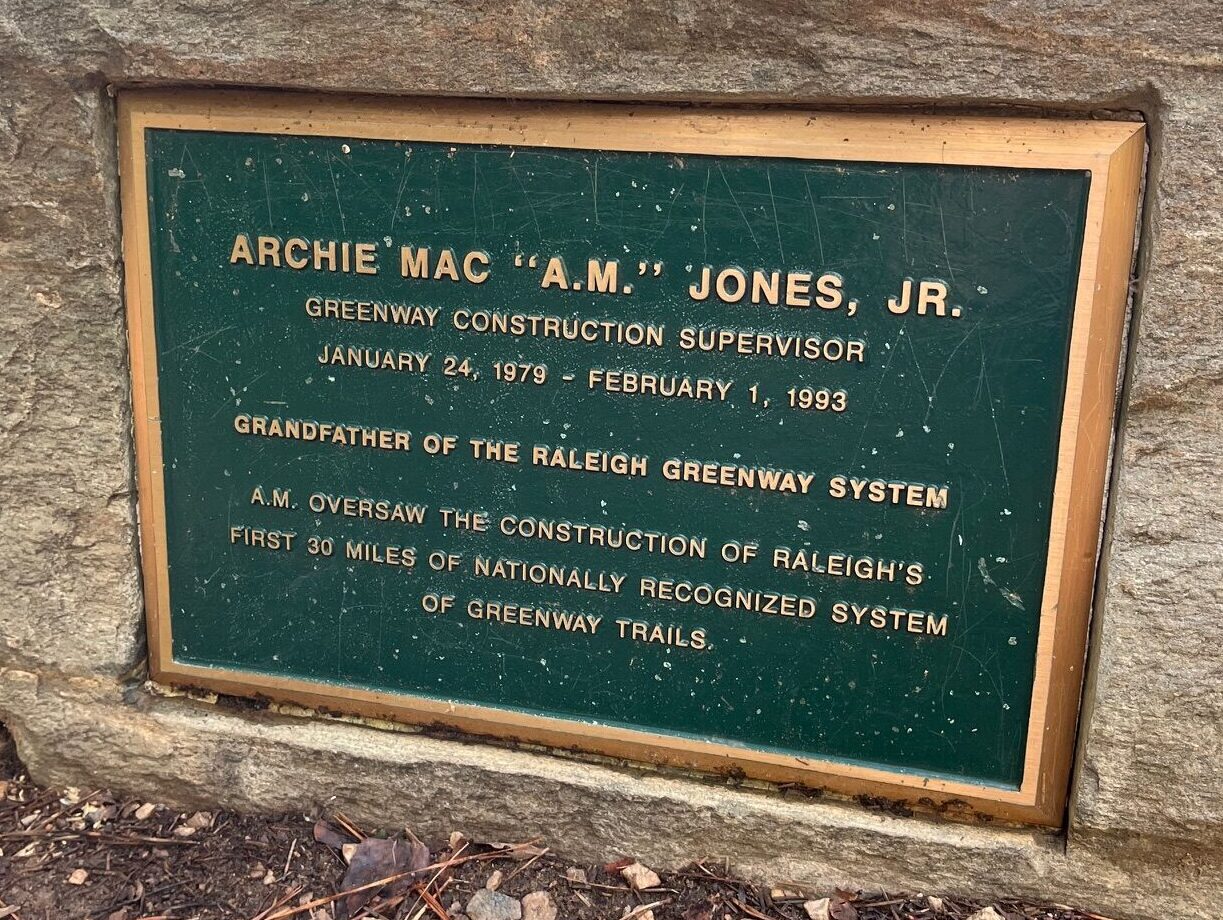 ARCHIE MAC "A.M." JONES, JR.
GREENWAY CONSTRUCTION SUPERVISOR
JANUARY 24, 1979 - FEBRUARY 1, 1993
GRANDFATHER OF THE RALEIGH GREENWAY SYSTEM
A.M. OVERSAW THE CONSTRUCTION OF RALEIGH'S
FIRST 30 MILES OF NATIONALLY RECOGNIZED SYSTEM
OF GREENWAY TRAILS.